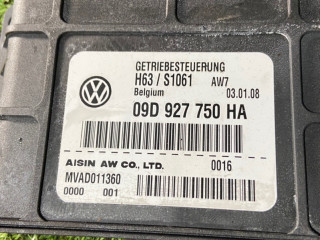 GETRIEBESTEUERUNG
H63 / S1061 AW7
Belgium 03.01.08
09D 927 750 HA
AISIN AW CO., LTD. 0016
MVAD011360
0000 001